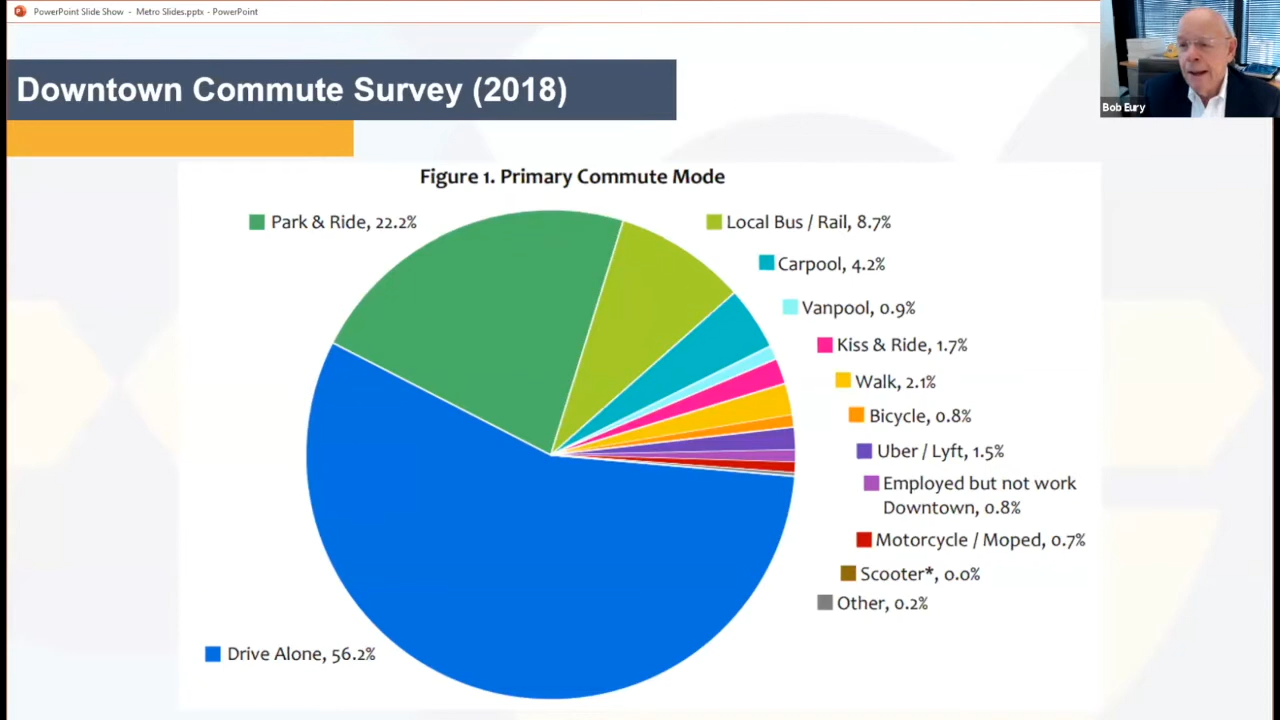 PowerPoint Slide Show - Metro Slides.pptx - PowerPoint
Bob Eury
Downtown Commute Survey (2018)
Figure 1. Primary Commute Mode
Park & Ride, 22.2%
Local Bus / Rail, 8.7%
Carpool, 4.2%
Vanpool, 0.9%
Kiss & Ride, 1.7%
Walk, 2.1%
Bicycle, 0.8%
Uber / Lyft, 1.5%
Employed but not work
Downtown, 0.8%
Motorcycle / Moped, 0.7%
Scooter*, 0.0%
Other, 0.2%
Drive Alone, 56.2%